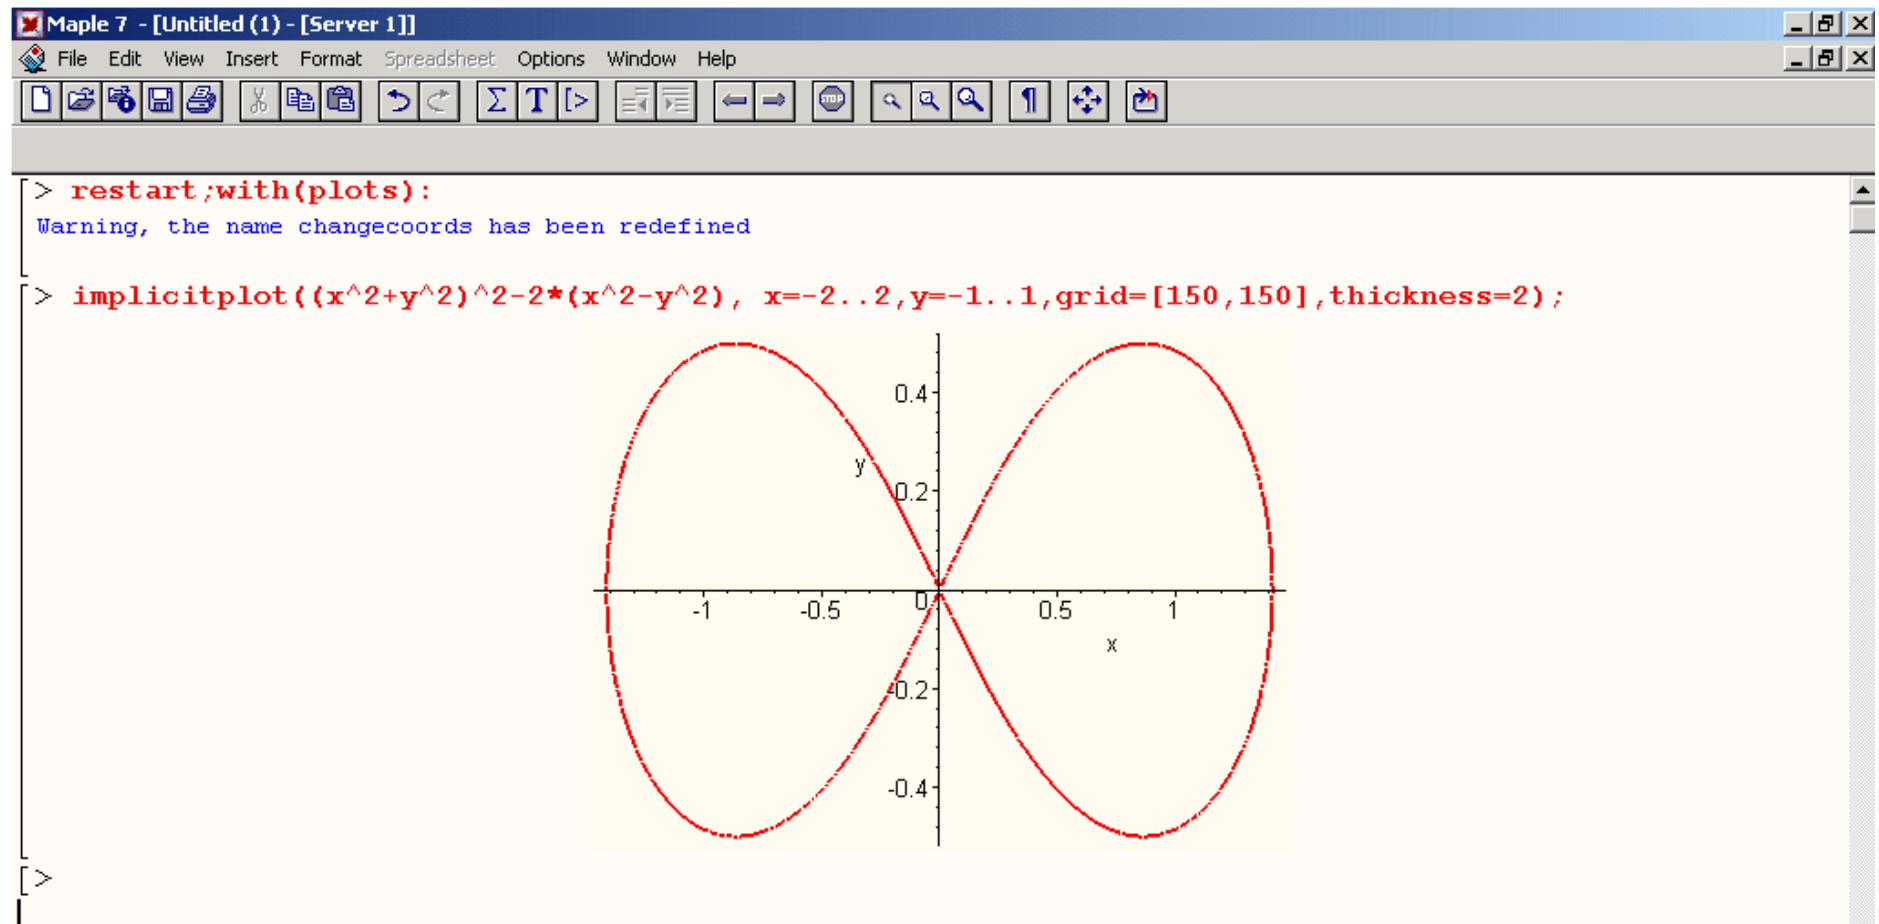 Maple 7 - [Untitled (1) - [Server 1]]
File Edit View Insert Format Spreadsheet Options Window Help
Σ T [> STOP ¶
[> restart;with(plots):
Warning, the name changecoords has been redefined
[> implicitplot((x^2+y^2)^2-2*(x^2-y^2), x=-2..2,y=-1..1,grid=[150,150],thickness=2);
0.4
y
0.2
-1 -0.5 0 0.5 1
x
-0.2
-0.4
[>